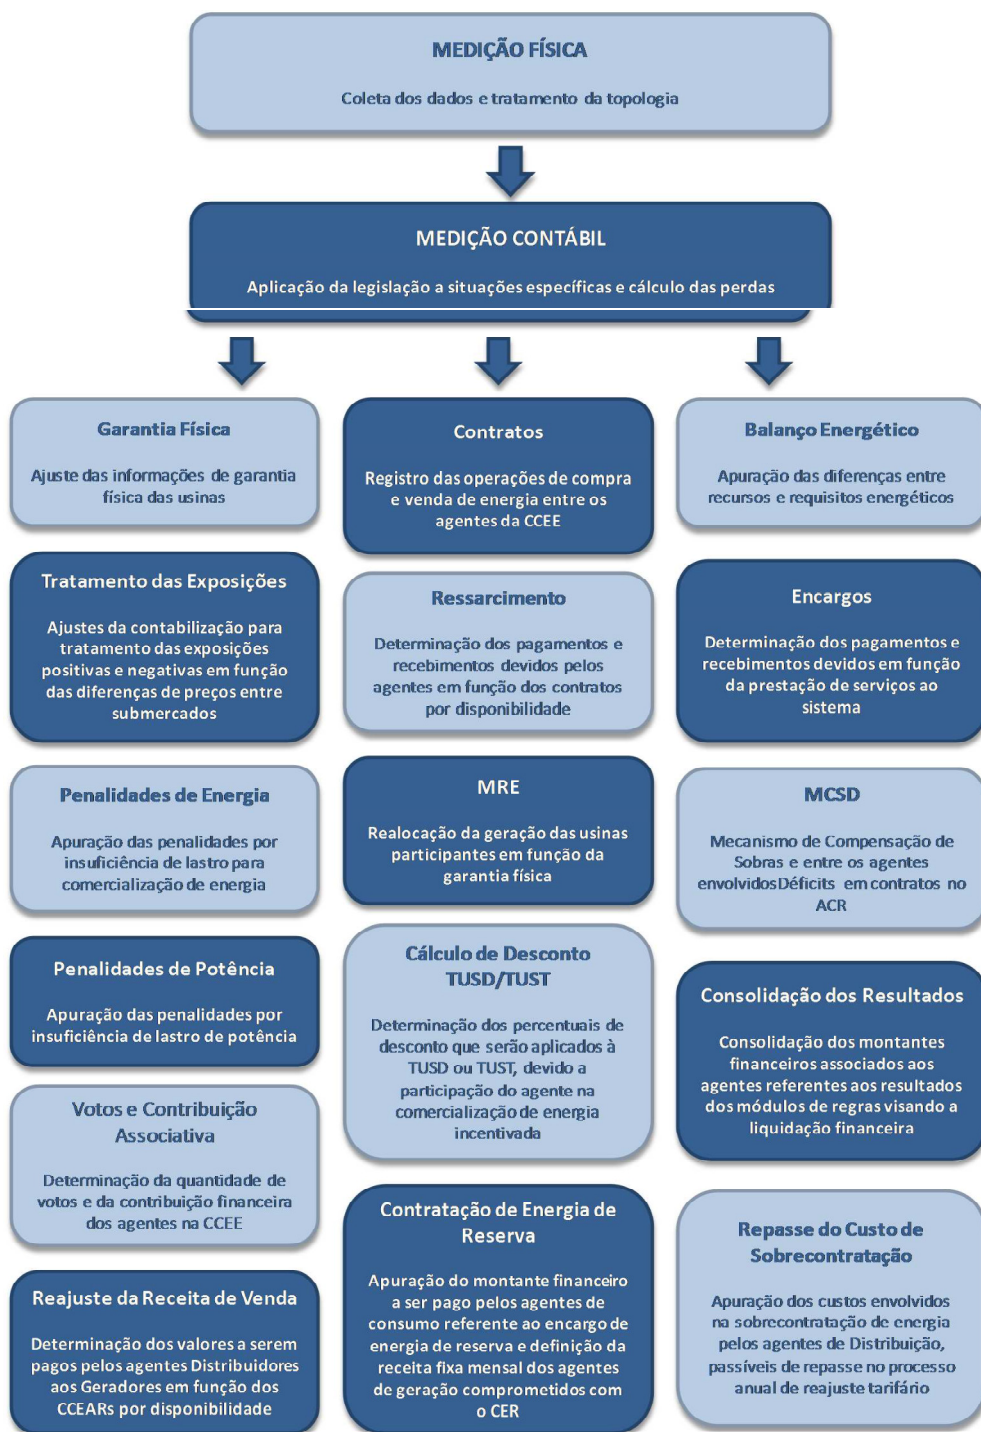 MEDIÇÃO FÍSICA
Coleta dos dados e tratamento da topologia
MEDIÇÃO CONTÁBIL
Aplicação da legislação a situações específicas e cálculo das perdas
Garantia Física
Ajuste das informações de garantia
física das usinas
Tratamento das Exposições
Ajustes da contabilização para
tratamento das exposições
positivas e negativas em função
das diferenças de preços entre
submercados
Penalidades de Energia
Apuração das penalidades por
insuficiência de lastro para
comercialização de energia
Penalidades de Potência
Apuração das penalidades por
insuficiência de lastro de potência
Votos e Contribuição
Associativa
Determinação da quantidade de
votos e da contribuição financeira
dos agentes na CCEE
Reajuste da Receita de Venda
Determinação dos valores a serem
pagos pelos agentes Distribuidores
aos Geradores em função dos
CCEARs por disponibilidade
Contratos
Registro das operações de compra
e venda de energia entre os
agentes da CCEE
Ressarcimento
Determinação dos pagamentos e
recebimentos devidos pelos
agentes em função dos contratos
por disponibilidade
MRE
Realocação da geração das usinas
participantes em função da
garantia física
Cálculo de Desconto
TUSD/TUST
Determinação dos percentuais de
desconto que serão aplicados à
TUSD ou TUST, devido a
participação do agente na
comercialização de energia
incentivada
Contratação de Energia de
Reserva
Apuração do montante financeiro
a ser pago pelos agentes de
consumo referente ao encargo de
energia de reserva e definição da
receita fixa mensal dos agentes
de geração comprometidos com
o CER
Balanço Energético
Apuração das diferenças entre
recursos e requisitos energéticos
Encargos
Determinação dos pagamentos e
recebimentos devidos em função
da prestação de serviços ao
sistema
MCSD
Mecanismo de Compensação de
Sobras e entre os agentes
envolvidosDéficits em contratos no
ACR
Consolidação dos Resultados
Consolidação dos montantes
financeiros associados aos
agentes referentes aos resultados
dos módulos de regras visando a
liquidação financeira
Repasse do Custo de
Sobrecontratação
Apuração dos custos envolvidos
na sobrecontratação de energia
pelos agentes de Distribuição,
passíveis de repasse no processo
anual de reajuste tarifário